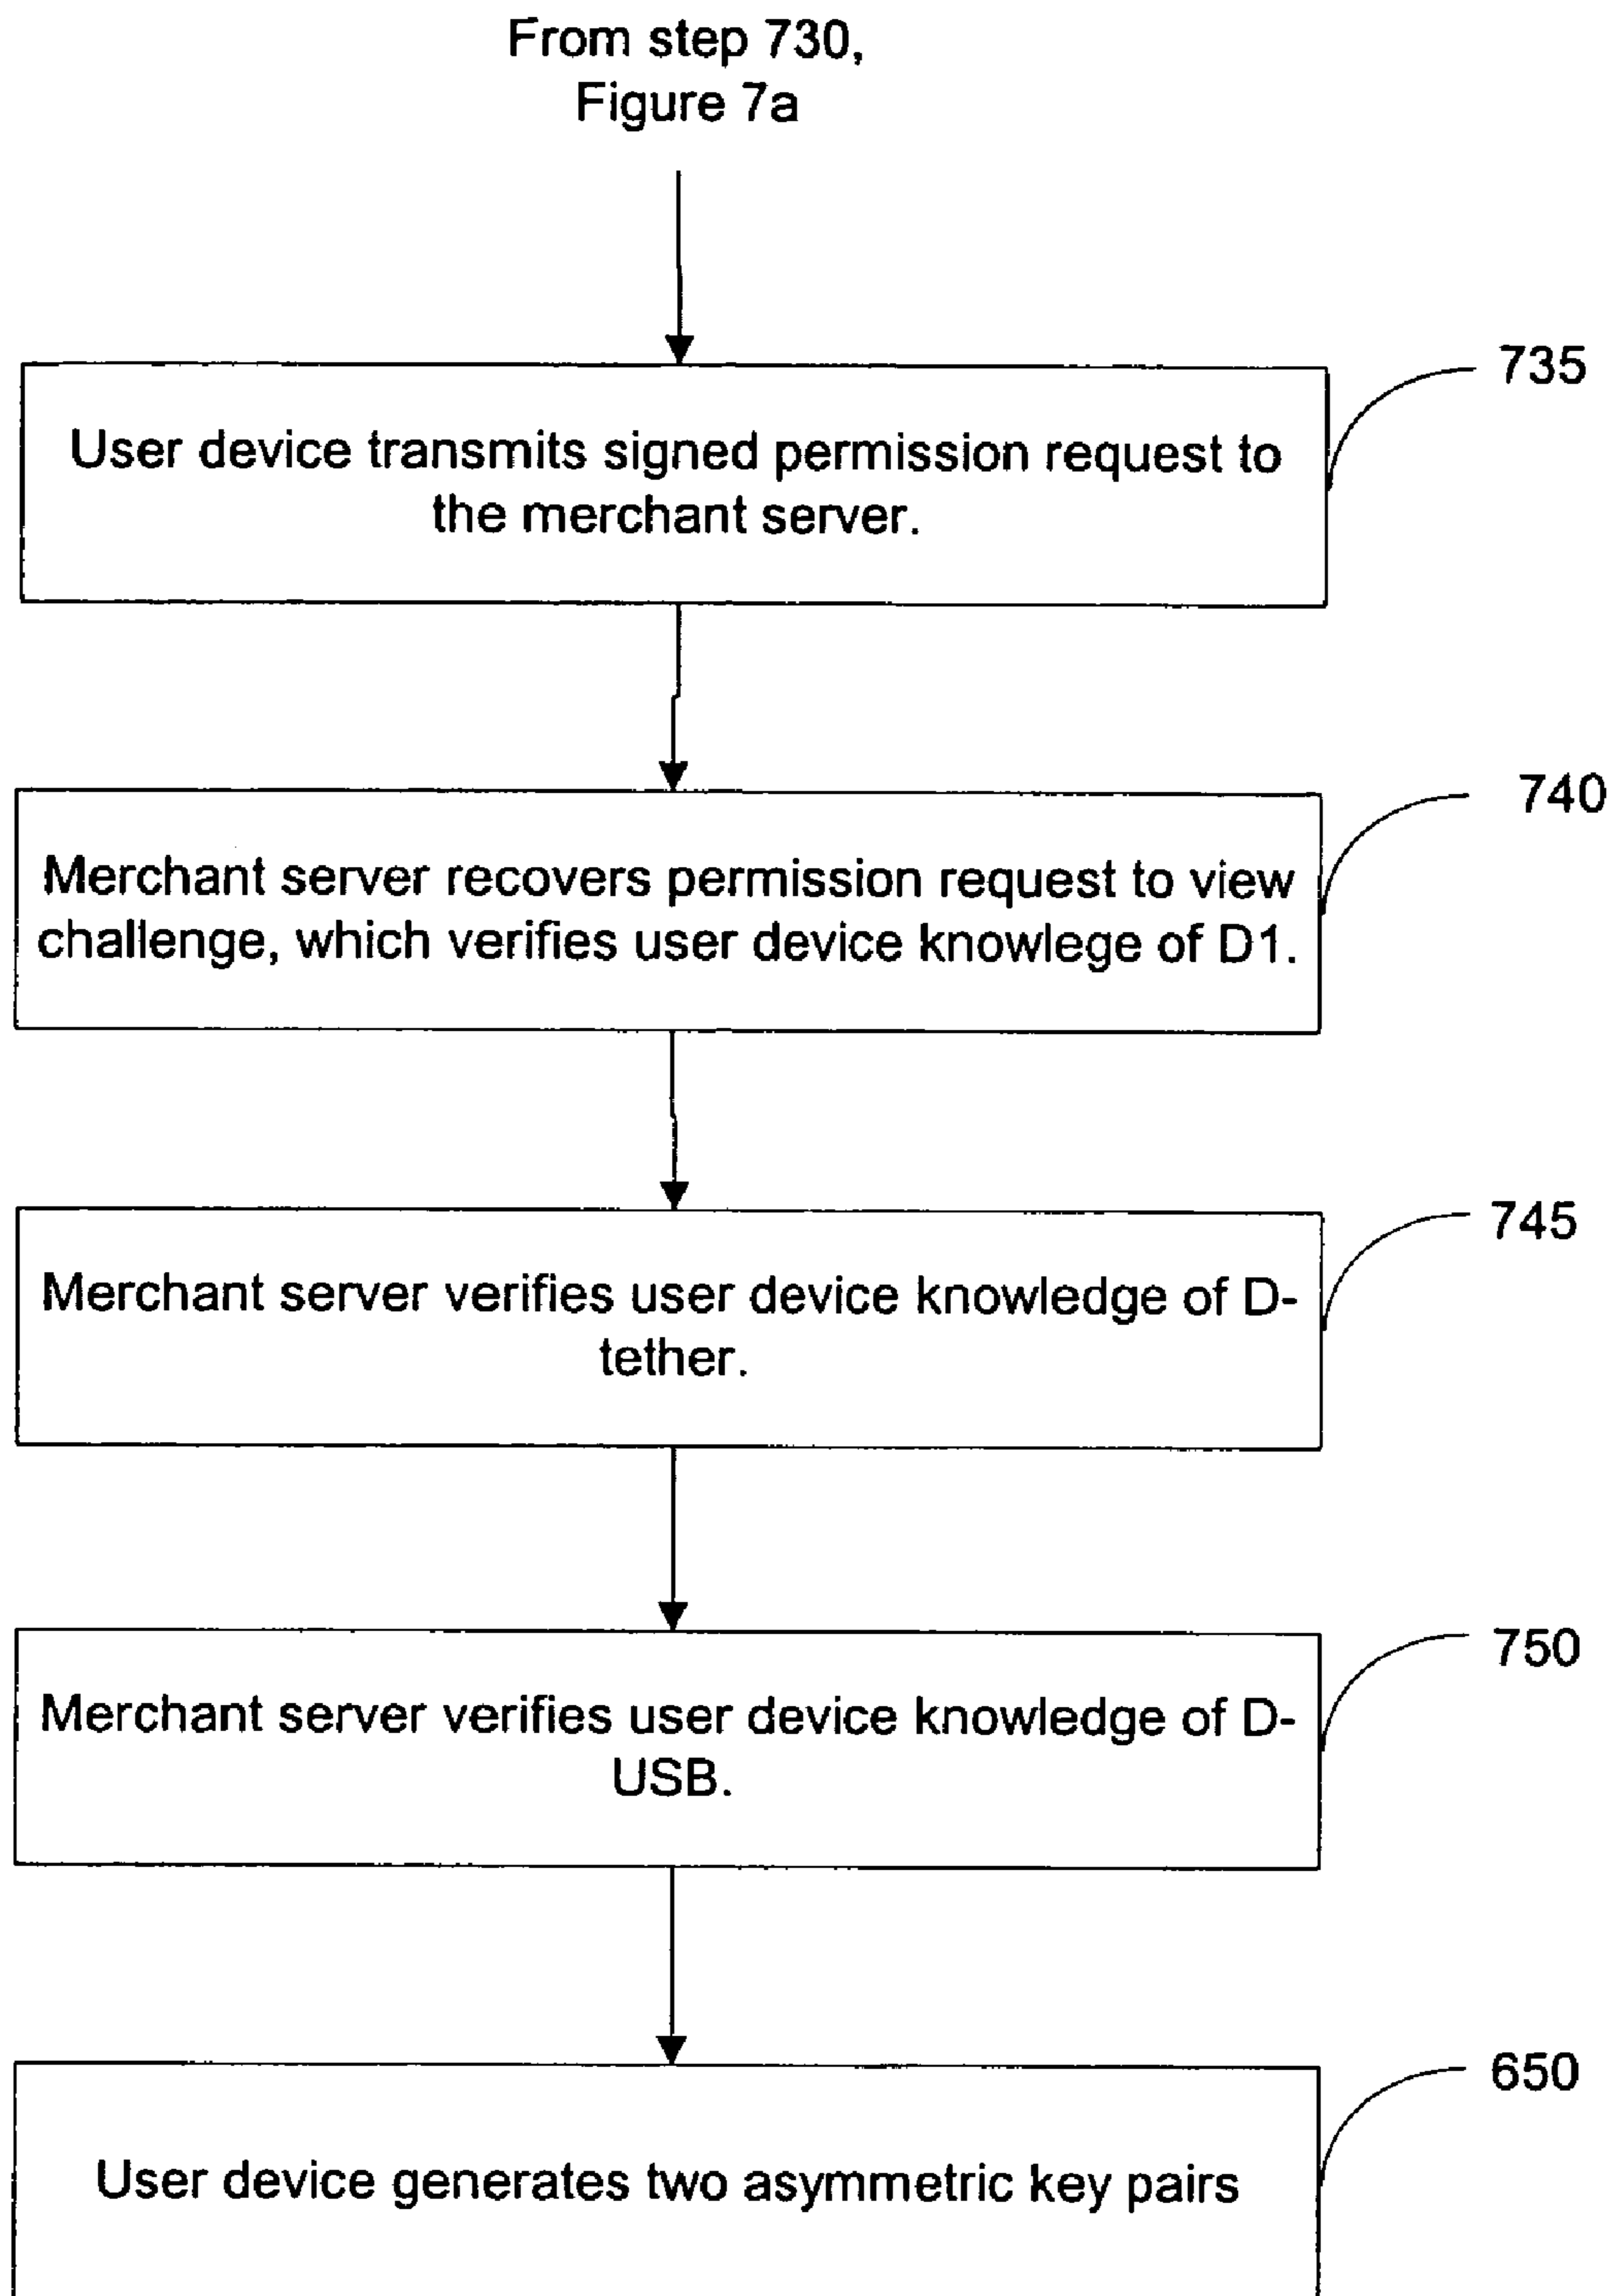 From step 730,
Figure 7a
735
User device transmits signed permission request to
the merchant server.
740
Merchant server recovers permission request to view
challenge, which verifies user device knowlege of D1.
745
Merchant server verifies user device knowledge of D-
tether.
750
Merchant server verifies user device knowledge of D-
USB.
650
User device generates two asymmetric key pairs